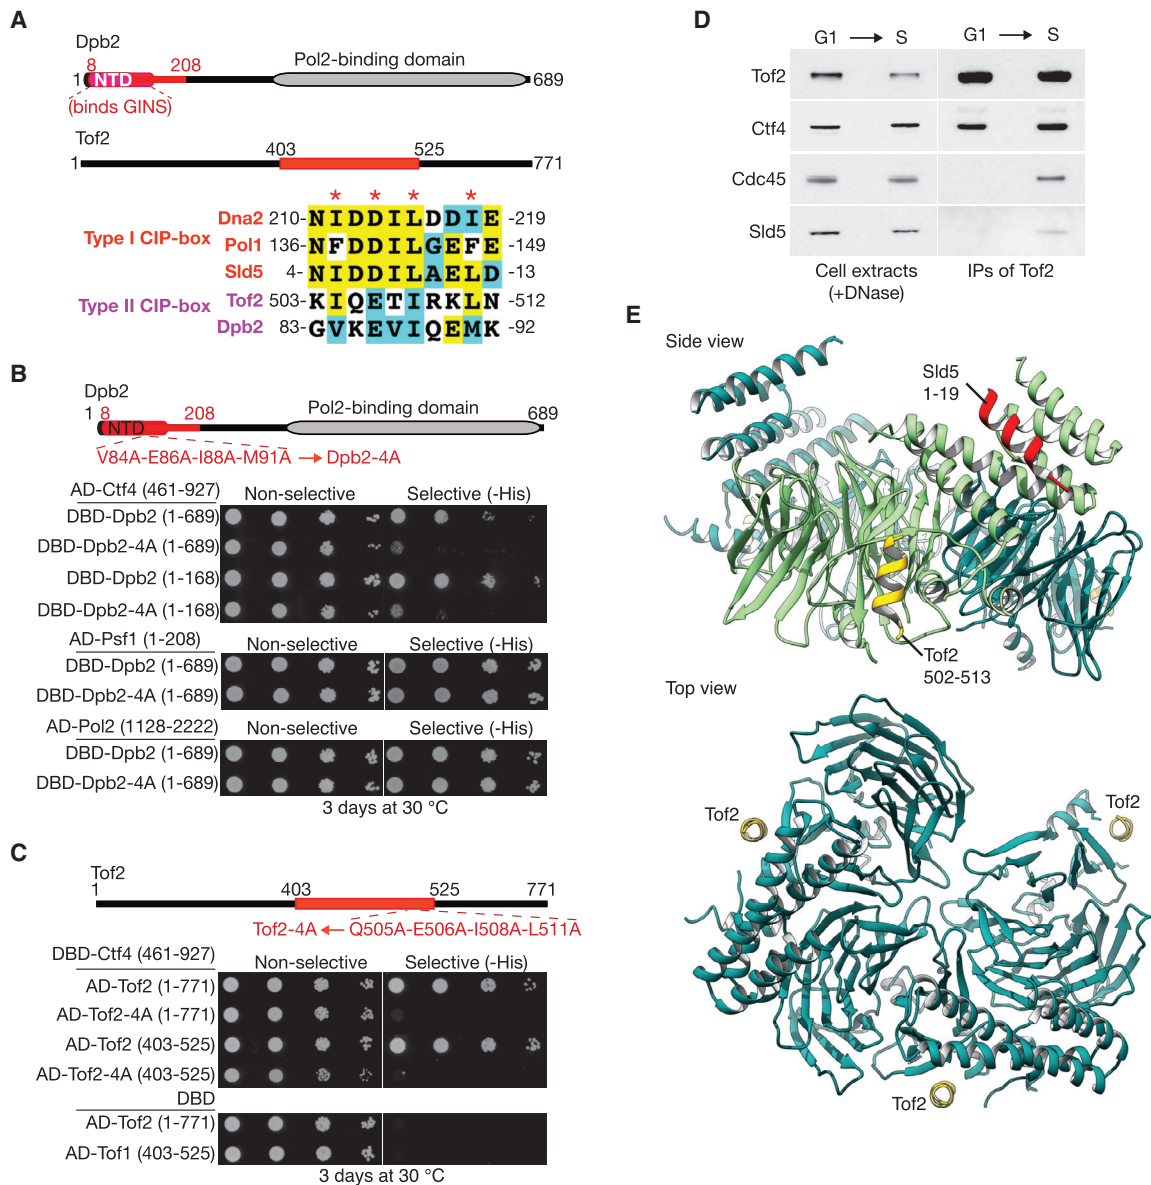 A
Dpb2
8 208
1 NTD Pol2-binding domain 689
(binds GINS)
Tof2
403 525
1 771
* * * *
Dna2 210- NIDDILDDIE -219
Type I CIP-box Pol1 136- NFDDILGEFE -149
Sld5 4- NIDDILAELD -13
Type II CIP-box Tof2 503- KIQETIRKLN -512
Dpb2 83- GVKEVIQEMK -92
B
Dpb2
1 8 208 689
NTD Pol2-binding domain
V84A-E86A-I88A-M91A → Dpb2-4A
AD-Ctf4 (461-927) Non-selective Selective (-His)
DBD-Dpb2 (1-689)
DBD-Dpb2-4A (1-689)
DBD-Dpb2 (1-168)
DBD-Dpb2-4A (1-168)
AD-Psf1 (1-208) Non-selective Selective (-His)
DBD-Dpb2 (1-689)
DBD-Dpb2-4A (1-689)
AD-Pol2 (1128-2222) Non-selective Selective (-His)
DBD-Dpb2 (1-689)
DBD-Dpb2-4A (1-689)
3 days at 30 °C
C
Tof2
1 403 525 771
Tof2-4A ← Q505A-E506A-I508A-L511A
DBD-Ctf4 (461-927) Non-selective Selective (-His)
AD-Tof2 (1-771)
AD-Tof2-4A (1-771)
AD-Tof2 (403-525)
AD-Tof2-4A (403-525)
DBD
AD-Tof2 (1-771)
AD-Tof1 (403-525)
3 days at 30 °C
D
G1 → S G1 → S
Tof2
Ctf4
Cdc45
Sld5
Cell extracts IPs of Tof2
(+DNase)
E
Side view
Sld5
1-19
Tof2
502-513
Top view
Tof2
Tof2
Tof2